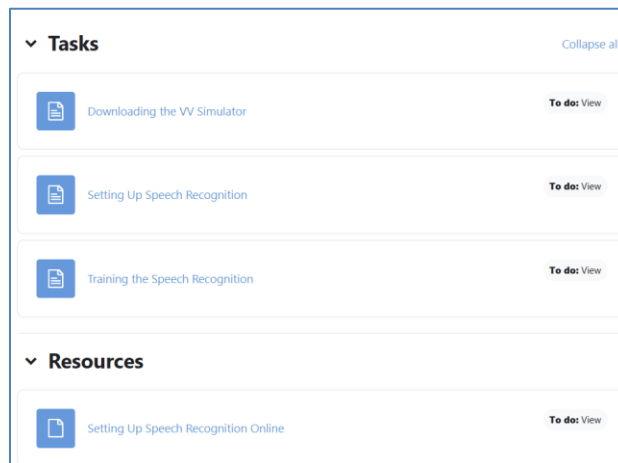 Tasks
Collapse al
Downloading the VV Simulator
To do: View
Setting Up Speech Recognition
To do: View
Training the Speech Recognition
To do: View
Resources
Setting Up Speech Recognition Online
To do: View